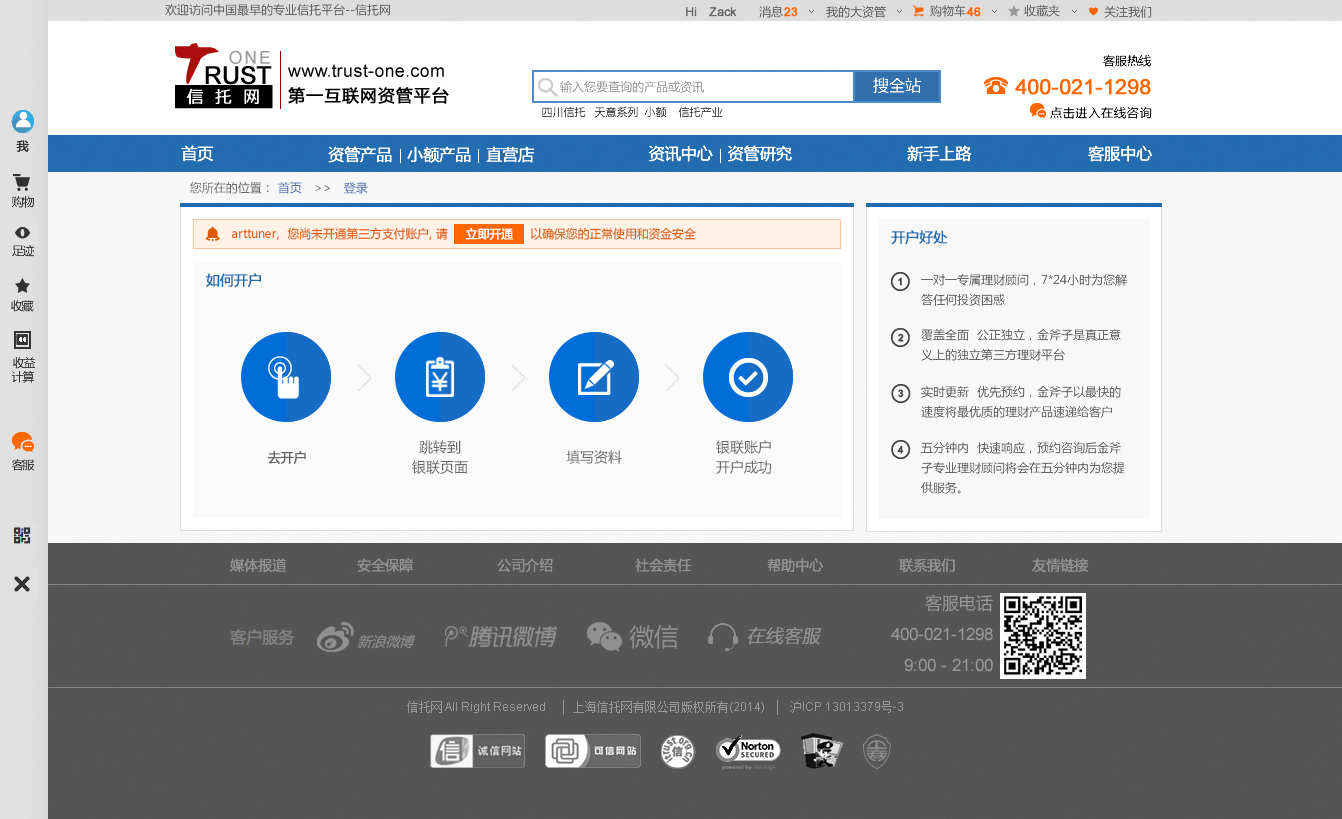 欢迎访问中国最早的专业信托平台--信托网
Hi Zack 消息23 我的大资管 购物车46 收藏夹 关注我们
ONE
TRUST
信托网
www.trust-one.com
第一互联网资管平台
输入您要查询的产品或资讯 搜全站
四川信托 天意系列 小额 信托产业
客服热线
400-021-1298
点击进入在线咨询
我
购物
足迹
收藏
收益
计算
客服
首页 资管产品 | 小额产品 | 直营店 资讯中心 | 资管研究 新手上路 客服中心
您所在的位置： 首页 >> 登录
arttuner, 您尚未开通第三方支付账户, 请 立即开通 以确保您的正常使用和资金安全
如何开户
去开户
跳转到
银联页面
填写资料
银联账户
开户成功
开户好处
1 一对一专属理财顾问，7*24小时为您解
答任何投资困惑
2 覆盖全面 公正独立，金斧子是真正意
义上的独立第三方理财平台
3 实时更新 优先预约，金斧子以最快的
速度将最优质的理财产品速递给客户
4 五分钟内 快速响应，预约咨询后金斧
子专业理财顾问将会在五分钟内为您提
供服务。
媒体报道 安全保障 公司介绍 社会责任 帮助中心 联系我们 友情链接
客户服务 新浪微博 腾讯微博 微信 在线客服
客服电话
400-021-1298
9:00 - 21:00
信托网 All Right Reserved | 上海信托网有限公司版权所有(2014) | 沪ICP 13013379号-3
信 诚信网站
可信网站
信
Norton
SECURED